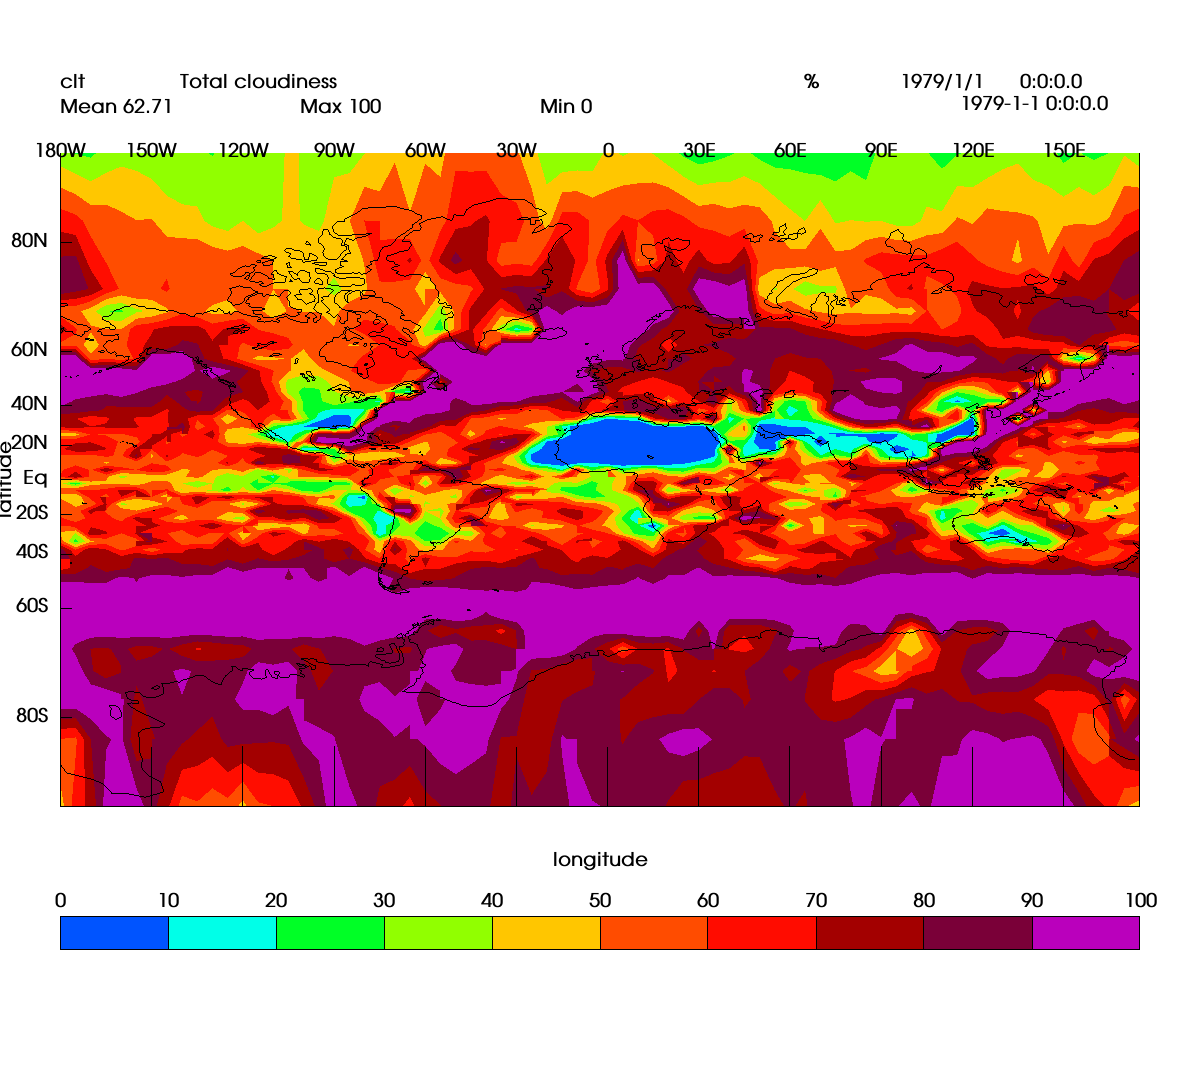 clt Total cloudiness % 1979/1/1 0:0:0.0
Mean 62.71 Max 100 Min 0 1979-1-1 0:0:0.0
180W 150W 120W 90W 60W 30W 0 30E 60E 90E 120E 150E
80N
60N
40N
20N
Eq
20S
40S
60S
80S
latitude
longitude
0 10 20 30 40 50 60 70 80 90 100